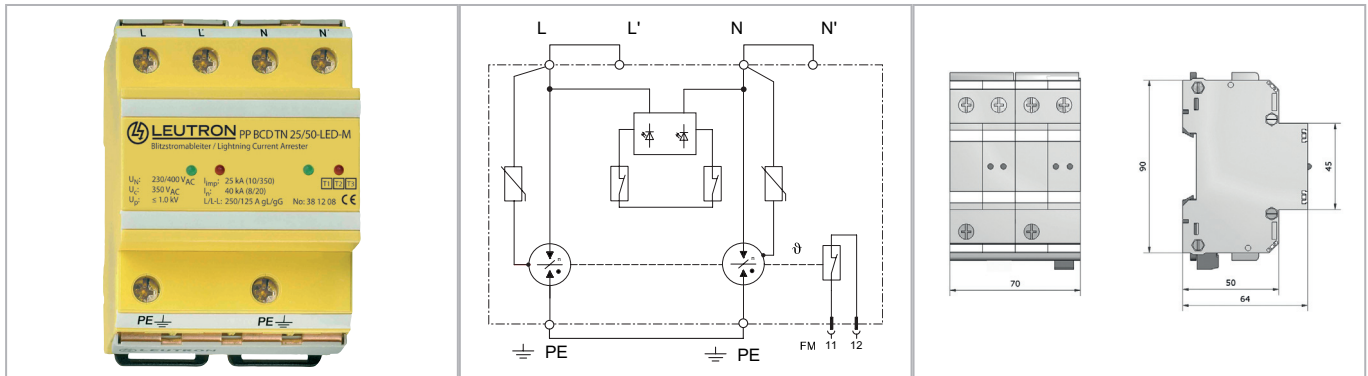 L L' N N'
LEUTRON PP BCD TN 25/50-LED-M
Blitzstromableiter / Lightning Current Arrester
UN: 230/400 VAC Iimp: 25 kA (10/350)
UC: 350 VAC In: 40 kA (8/20) T1 T2 T3
Up: ≤ 1.0 kV L/L-L: 250/125 A gL/gG No: 38 12 08 CE
PE PE
LEUTRON
L L' N N'
n n ϑ
PE PE
FM 11 12
70
90
45
50
64